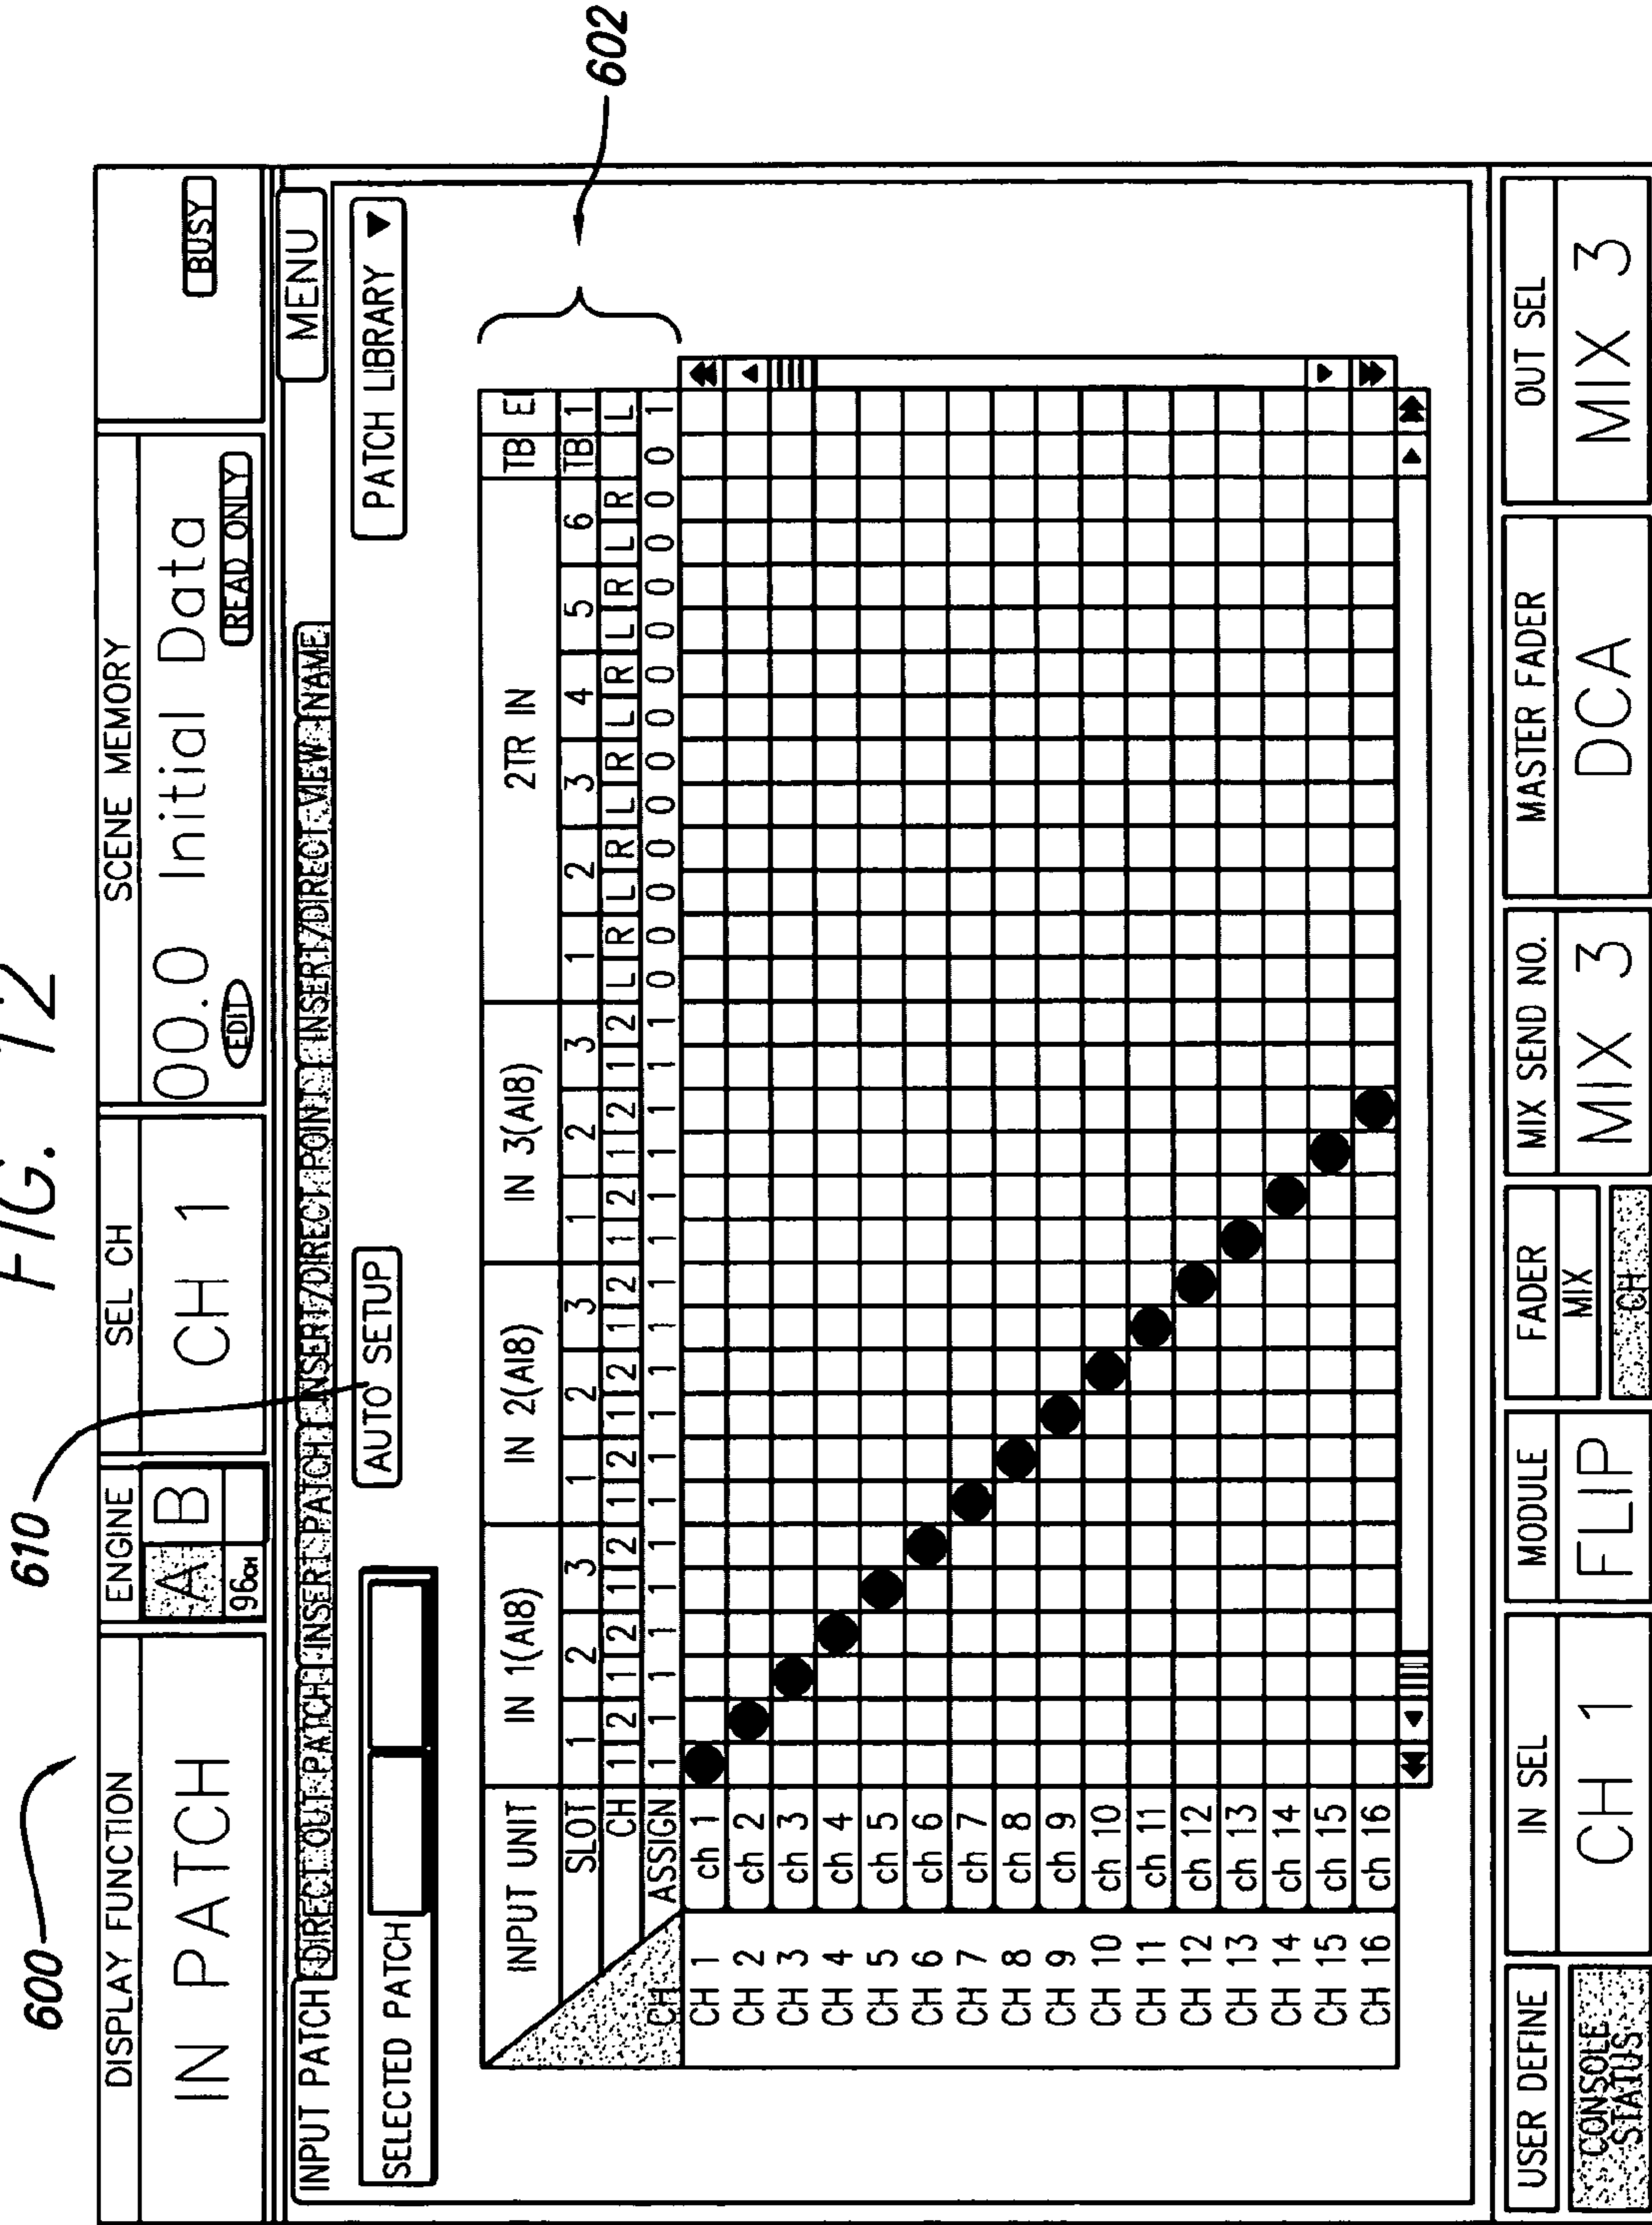 FIG. 12
600
610
602
DISPLAY FUNCTION
IN PATCH
ENGINE
A B
96CH
SEL CH
CH 1
SCENE MEMORY
00.0 Initial Data
EDIT
READ ONLY
BUSY
INPUT PATCH DIRECT OUT PATCH INSERT PATCH INSERT/DIRECT POINT INSERT/DIRECT VIEW NAME
MENU
SELECTED PATCH
AUTO SETUP
PATCH LIBRARY ▼
INPUT UNIT IN 1(AI8) IN 2(AI8) IN 3(AI8) 2TR IN TB E
SLOT 1 2 3 1 2 3 1 2 3 1 2 3 4 5 6 TB 1
CH 1 2 1 2 1 2 1 2 1 2 1 2 1 2 1 2 1 2 L R L R L R L R L R L R L
CH ASSIGN 1 1 1 1 1 1 1 1 1 1 1 1 1 1 1 1 1 1 0 0 0 0 0 0 0 0 0 0 0 0 0 1
CH 1 ch 1
CH 2 ch 2
CH 3 ch 3
CH 4 ch 4
CH 5 ch 5
CH 6 ch 6
CH 7 ch 7
CH 8 ch 8
CH 9 ch 9
CH 10 ch 10
CH 11 ch 11
CH 12 ch 12
CH 13 ch 13
CH 14 ch 14
CH 15 ch 15
CH 16 ch 16
USER DEFINE
CONSOLE STATUS
IN SEL
CH 1
MODULE
FLIP
FADER
MIX
CH
MIX SEND NO.
MIX 3
MASTER FADER
DCA
OUT SEL
MIX 3